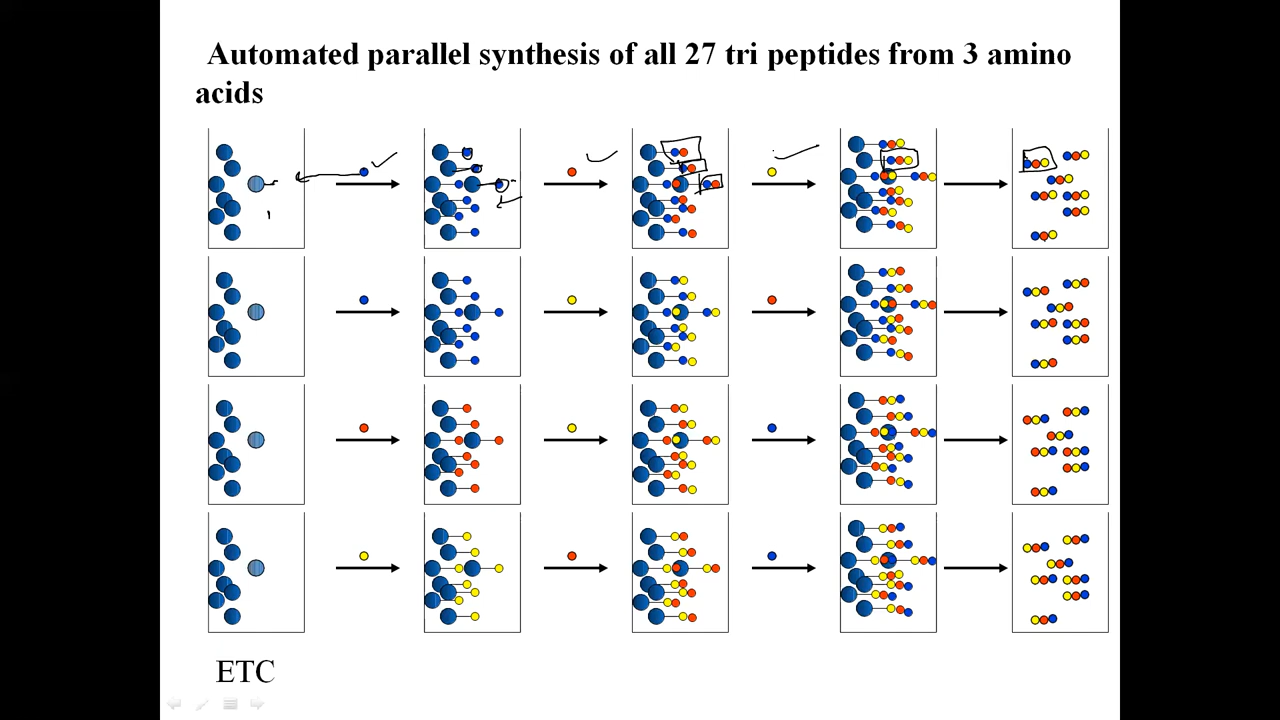 Automated parallel synthesis of all 27 tri peptides from 3 amino
acids
ETC